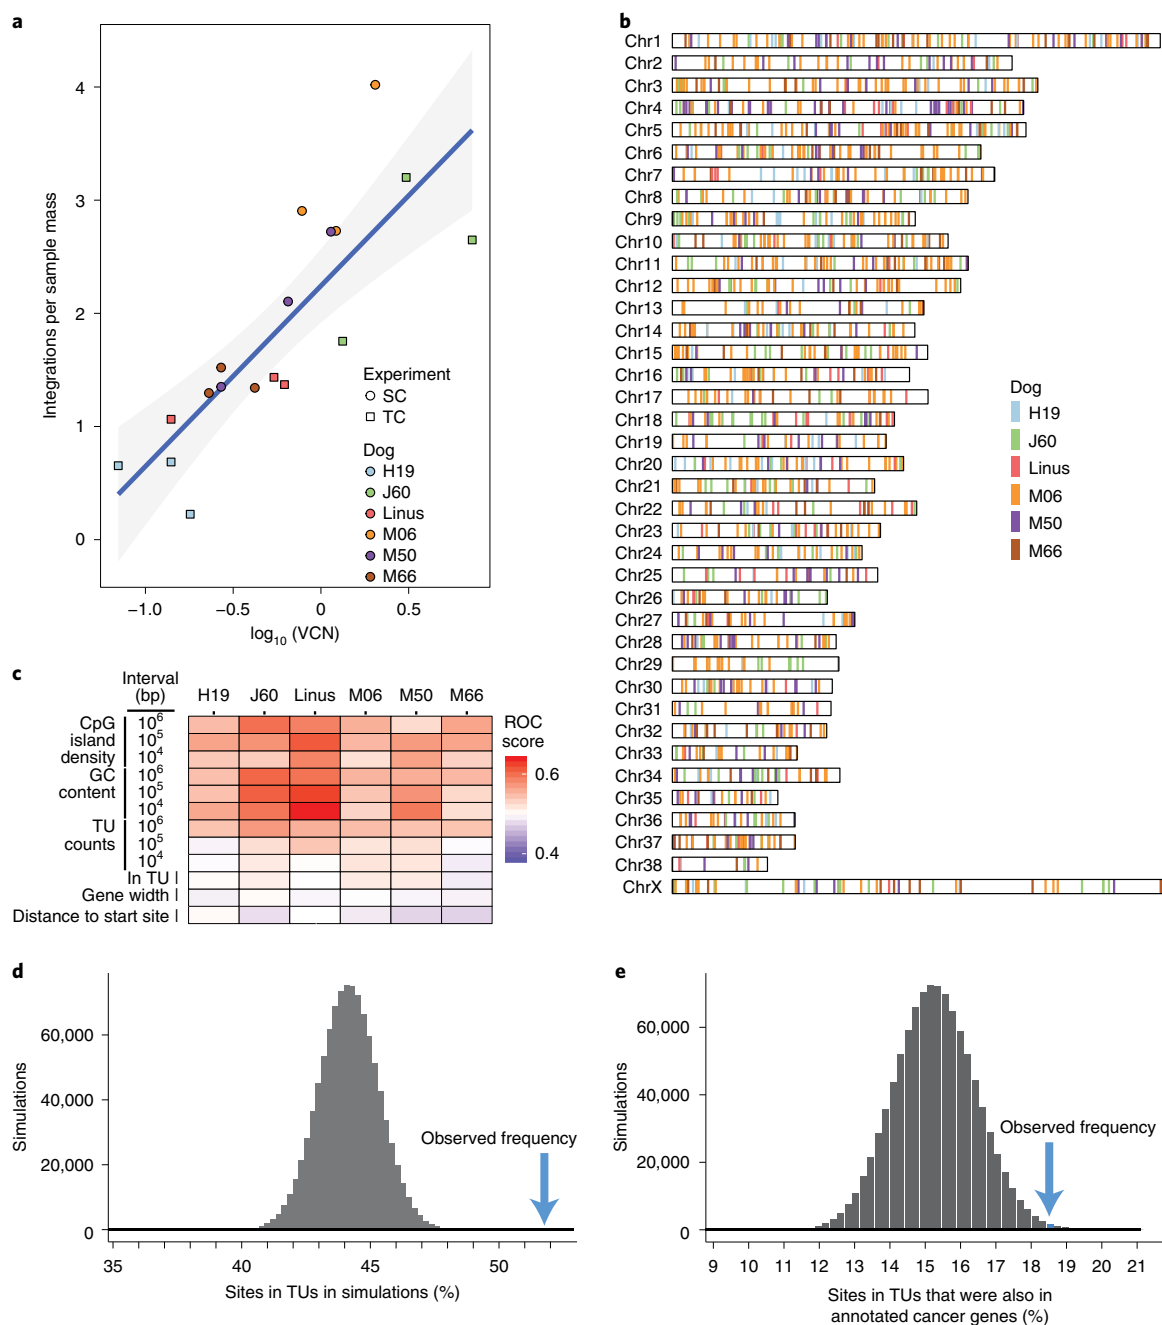 a
4
3
2
1
0
Integrations per sample mass
−1.0
−0.5
0
0.5
log10 (VCN)
Experiment
SC
TC
Dog
H19
J60
Linus
M06
M50
M66
b
Chr1
Chr2
Chr3
Chr4
Chr5
Chr6
Chr7
Chr8
Chr9
Chr10
Chr11
Chr12
Chr13
Chr14
Chr15
Chr16
Chr17
Chr18
Chr19
Chr20
Chr21
Chr22
Chr23
Chr24
Chr25
Chr26
Chr27
Chr28
Chr29
Chr30
Chr31
Chr32
Chr33
Chr34
Chr35
Chr36
Chr37
Chr38
ChrX
Dog
H19
J60
Linus
M06
M50
M66
c
Interval
(bp)
H19 J60 Linus M06 M50 M66
CpG island density
10^6
10^5
10^4
GC content
10^6
10^5
10^4
TU counts
10^6
10^5
10^4
In TU
Gene width
Distance to start site
ROC
score
0.6
0.4
d
60,000
40,000
20,000
0
Simulations
Observed frequency
35 40 45 50
Sites in TUs in simulations (%)
e
60,000
40,000
20,000
0
Simulations
Observed frequency
9 10 11 12 13 14 15 16 17 18 19 20 21
Sites in TUs that were also in
annotated cancer genes (%)